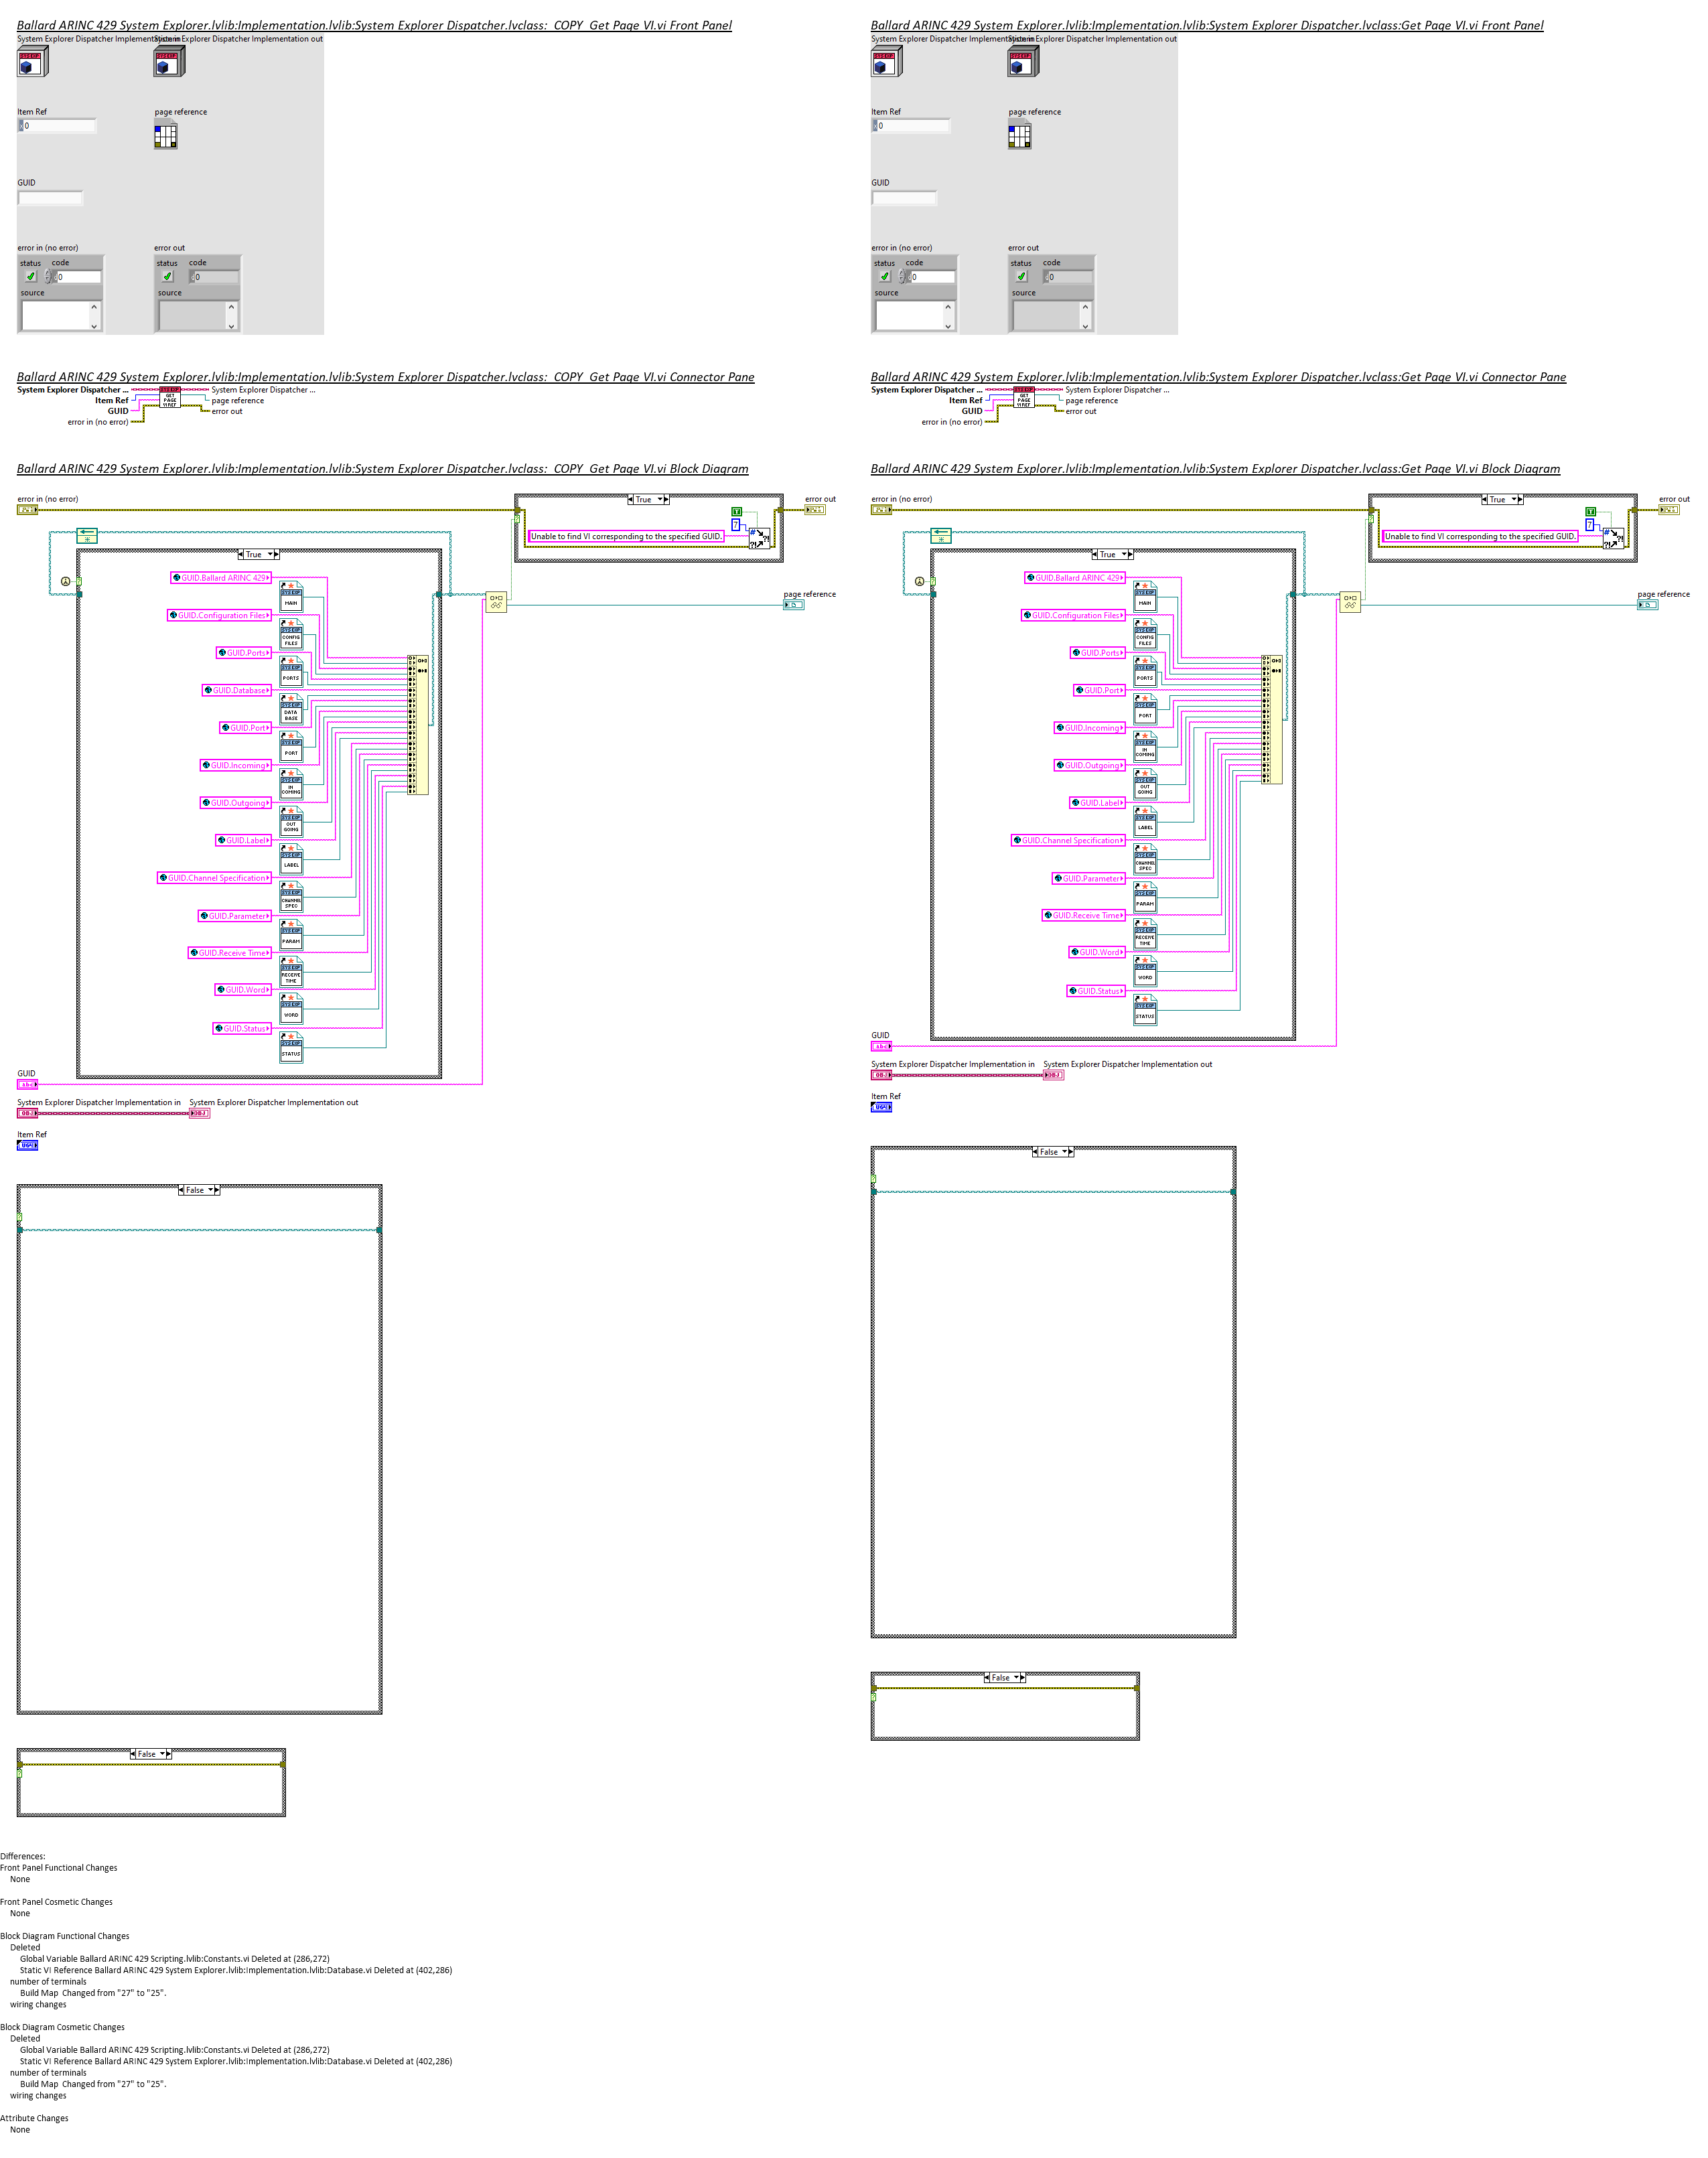 Ballard ARINC 429 System Explorer.lvlib:Implementation.lvlib:System Explorer Dispatcher.lvclass:_COPY_Get Page VI.vi Front Panel
System Explorer Dispatcher Implementation in
System Explorer Dispatcher Implementation out
Item Ref
0
page reference
GUID
error in (no error)
error out
status code
0
source
status code
0
source
Ballard ARINC 429 System Explorer.lvlib:Implementation.lvlib:System Explorer Dispatcher.lvclass:_COPY_Get Page VI.vi Connector Pane
System Explorer Dispatcher ...
Item Ref
GUID
error in (no error)
GET
PAGE
VI REF
System Explorer Dispatcher ...
page reference
error out
Ballard ARINC 429 System Explorer.lvlib:Implementation.lvlib:System Explorer Dispatcher.lvclass:_COPY_Get Page VI.vi Block Diagram
error in (no error)
True
7
Unable to find VI corresponding to the specified GUID.
error out
page reference
True
GUID.Ballard ARINC 429
MAIN
GUID.Configuration Files
CONFIG
FILES
GUID.Ports
PORTS
GUID.Database
DATA
BASE
GUID.Port
PORT
GUID.Incoming
IN
COMING
GUID.Outgoing
OUT
GOING
GUID.Label
LABEL
GUID.Channel Specification
CHANNEL
SPEC
GUID.Parameter
PARAM
GUID.Receive Time
RECEIVE
TIME
GUID.Word
WORD
GUID.Status
STATUS
GUID
abc
System Explorer Dispatcher Implementation in
System Explorer Dispatcher Implementation out
OBJ
OBJ
Item Ref
False
False
Ballard ARINC 429 System Explorer.lvlib:Implementation.lvlib:System Explorer Dispatcher.lvclass:Get Page VI.vi Front Panel
System Explorer Dispatcher Implementation in
System Explorer Dispatcher Implementation out
Item Ref
0
page reference
GUID
error in (no error)
error out
status code
0
source
status code
0
source
Ballard ARINC 429 System Explorer.lvlib:Implementation.lvlib:System Explorer Dispatcher.lvclass:Get Page VI.vi Connector Pane
System Explorer Dispatcher ...
Item Ref
GUID
error in (no error)
GET
PAGE
VI REF
System Explorer Dispatcher ...
page reference
error out
Ballard ARINC 429 System Explorer.lvlib:Implementation.lvlib:System Explorer Dispatcher.lvclass:Get Page VI.vi Block Diagram
error in (no error)
True
7
Unable to find VI corresponding to the specified GUID.
error out
page reference
True
GUID.Ballard ARINC 429
MAIN
GUID.Configuration Files
CONFIG
FILES
GUID.Ports
PORTS
GUID.Port
PORT
GUID.Incoming
IN
COMING
GUID.Outgoing
OUT
GOING
GUID.Label
LABEL
GUID.Channel Specification
CHANNEL
SPEC
GUID.Parameter
PARAM
GUID.Receive Time
RECEIVE
TIME
GUID.Word
WORD
GUID.Status
STATUS
GUID
abc
System Explorer Dispatcher Implementation in
System Explorer Dispatcher Implementation out
OBJ
OBJ
Item Ref
False
False
Differences:
Front Panel Functional Changes
None
Front Panel Cosmetic Changes
None
Block Diagram Functional Changes
Deleted
Global Variable Ballard ARINC 429 Scripting.lvlib:Constants.vi Deleted at (286,272)
Static VI Reference Ballard ARINC 429 System Explorer.lvlib:Implementation.lvlib:Database.vi Deleted at (402,286)
number of terminals
Build Map Changed from "27" to "25".
wiring changes
Block Diagram Cosmetic Changes
Deleted
Global Variable Ballard ARINC 429 Scripting.lvlib:Constants.vi Deleted at (286,272)
Static VI Reference Ballard ARINC 429 System Explorer.lvlib:Implementation.lvlib:Database.vi Deleted at (402,286)
number of terminals
Build Map Changed from "27" to "25".
wiring changes
Attribute Changes
None